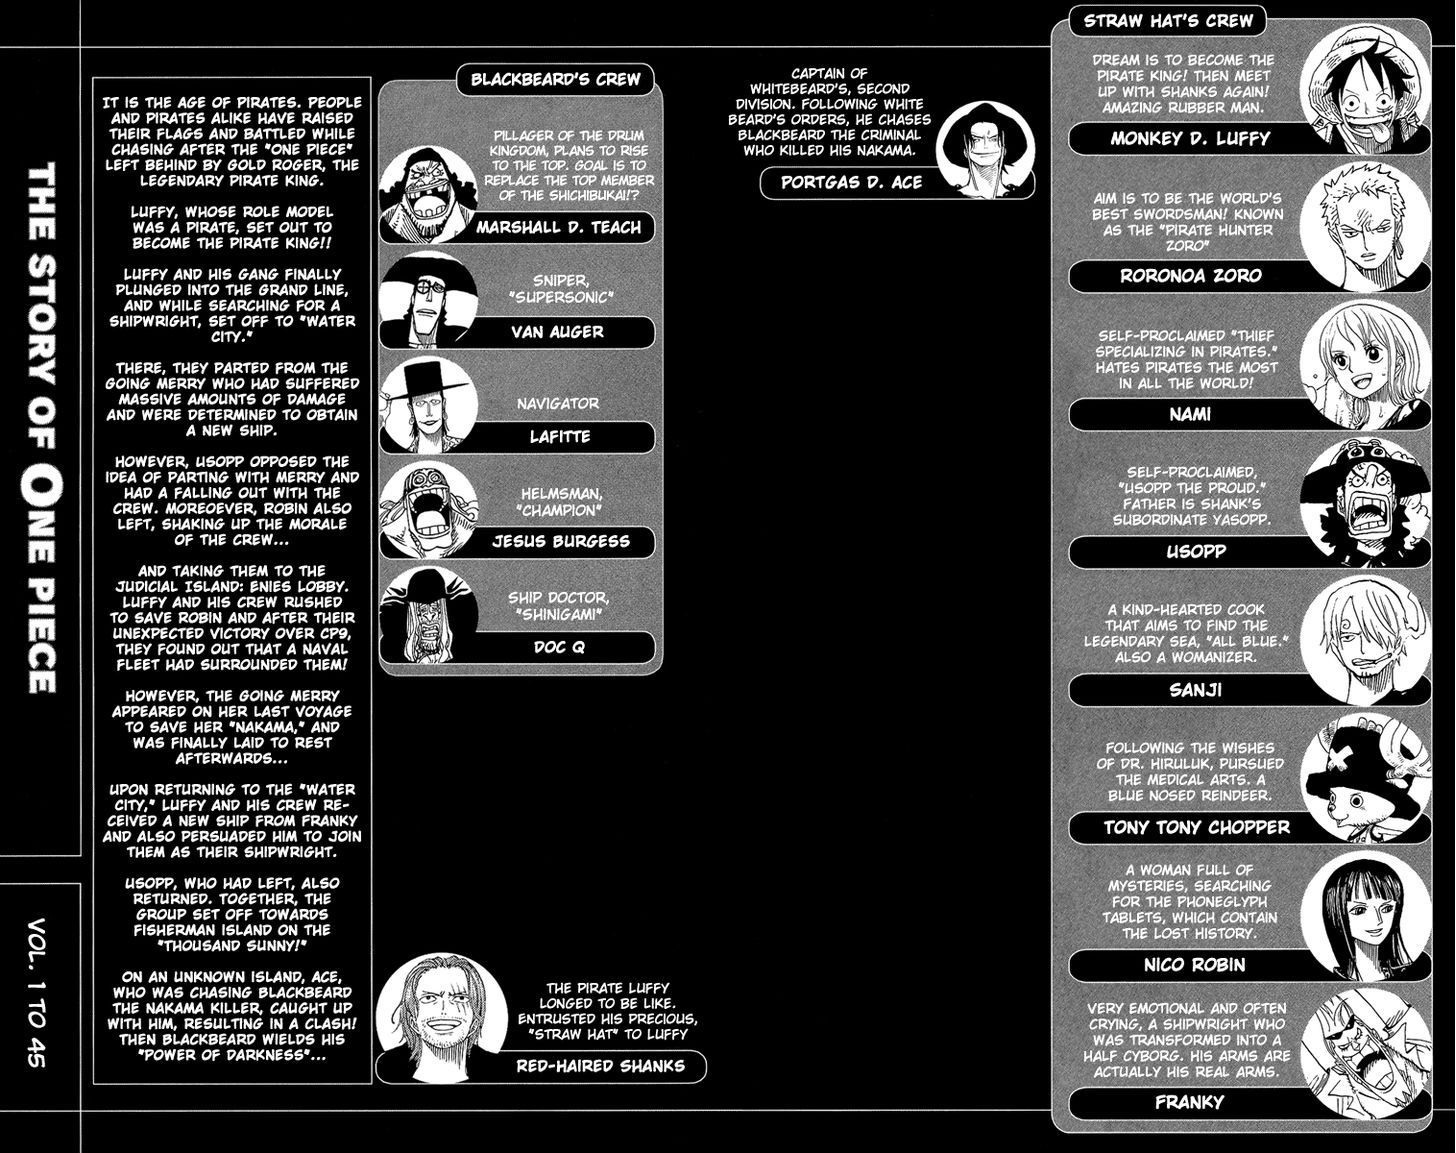 THE STORY OF ONE PIECE
VOL. 1 TO 45
IT IS THE AGE OF PIRATES. PEOPLE
AND PIRATES ALIKE HAVE RAISED
THEIR FLAGS AND BATTLED WHILE
CHASING AFTER THE "ONE PIECE"
LEFT BEHIND BY GOLD ROGER, THE
LEGENDARY PIRATE KING.
LUFFY, WHOSE ROLE MODEL
WAS A PIRATE, SET OUT TO
BECOME THE PIRATE KING!!
LUFFY AND HIS GANG FINALLY
PLUNGED INTO THE GRAND LINE,
AND WHILE SEARCHING FOR A
SHIPWRIGHT, SET OFF TO "WATER
CITY."
THERE, THEY PARTED FROM THE
GOING MERRY WHO HAD SUFFERED
MASSIVE AMOUNTS OF DAMAGE
AND WERE DETERMINED TO OBTAIN
A NEW SHIP.
HOWEVER, USOPP OPPOSED THE
IDEA OF PARTING WITH MERRY AND
HAD A FALLING OUT WITH THE
CREW. MOREOEVER, ROBIN ALSO
LEFT, SHAKING UP THE MORALE
OF THE CREW...
AND TAKING THEM TO THE
JUDICIAL ISLAND: ENIES LOBBY.
LUFFY AND HIS CREW RUSHED
TO SAVE ROBIN AND AFTER THEIR
UNEXPECTED VICTORY OVER CP9,
THEY FOUND OUT THAT A NAVAL
FLEET HAD SURROUNDED THEM!
HOWEVER, THE GOING MERRY
APPEARED ON HER LAST VOYAGE
TO SAVE HER "NAKAMA," AND
WAS FINALLY LAID TO REST
AFTERWARDS...
UPON RETURNING TO THE "WATER
CITY," LUFFY AND HIS CREW RE-
CEIVED A NEW SHIP FROM FRANKY
AND ALSO PERSUADED HIM TO JOIN
THEM AS THEIR SHIPWRIGHT.
USOPP, WHO HAD LEFT, ALSO
RETURNED. TOGETHER, THE
GROUP SET OFF TOWARDS
FISHERMAN ISLAND ON THE
"THOUSAND SUNNY!"
ON AN UNKNOWN ISLAND, ACE,
WHO WAS CHASING BLACKBEARD
THE NAKAMA KILLER, CAUGHT UP
WITH HIM, RESULTING IN A CLASH!
THEN BLACKBEARD WIELDS HIS
"POWER OF DARKNESS"...
BLACKBEARD'S CREW
PILLAGER OF THE DRUM
KINGDOM, PLANS TO RISE
TO THE TOP. GOAL IS TO
REPLACE THE TOP MEMBER
OF THE SHICHIBUKAI!?
MARSHALL D. TEACH
SNIPER,
"SUPERSONIC"
VAN AUGER
NAVIGATOR
LAFITTE
HELMSMAN,
"CHAMPION"
JESUS BURGESS
SHIP DOCTOR,
"SHINIGAMI"
DOC Q
THE PIRATE LUFFY
LONGED TO BE LIKE.
ENTRUSTED HIS PRECIOUS,
"STRAW HAT" TO LUFFY
RED-HAIRED SHANKS
CAPTAIN OF
WHITEBEARD'S, SECOND
DIVISION. FOLLOWING WHITE
BEARD'S ORDERS, HE CHASES
BLACKBEARD THE CRIMINAL
WHO KILLED HIS NAKAMA.
PORTGAS D. ACE
STRAW HAT'S CREW
DREAM IS TO BECOME THE
PIRATE KING! THEN MEET
UP WITH SHANKS AGAIN!
AMAZING RUBBER MAN.
MONKEY D. LUFFY
AIM IS TO BE THE WORLD'S
BEST SWORDSMAN! KNOWN
AS THE "PIRATE HUNTER
ZORO"
RORONOA ZORO
SELF-PROCLAIMED "THIEF
SPECIALIZING IN PIRATES."
HATES PIRATES THE MOST
IN ALL THE WORLD!
NAMI
SELF-PROCLAIMED,
"USOPP THE PROUD."
FATHER IS SHANK'S
SUBORDINATE YASOPP.
USOPP
A KIND-HEARTED COOK
THAT AIMS TO FIND THE
LEGENDARY SEA, "ALL BLUE."
ALSO A WOMANIZER.
SANJI
FOLLOWING THE WISHES
OF DR. HIRULUK, PURSUED
THE MEDICAL ARTS. A
BLUE NOSED REINDEER.
TONY TONY CHOPPER
A WOMAN FULL OF
MYSTERIES, SEARCHING
FOR THE PHONEGLYPH
TABLETS, WHICH CONTAIN
THE LOST HISTORY.
NICO ROBIN
VERY EMOTIONAL AND OFTEN
CRYING, A SHIPWRIGHT WHO
WAS TRANSFORMED INTO A
HALF CYBORG. HIS ARMS ARE
ACTUALLY HIS REAL ARMS.
FRANKY